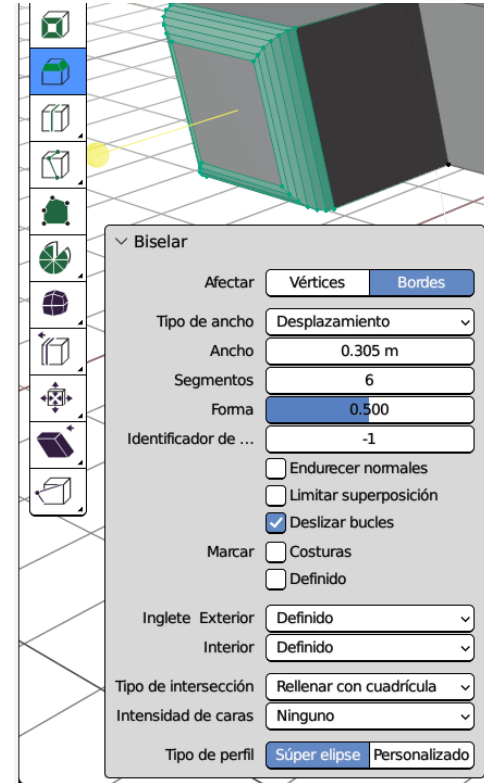 Biselar
Afectar Vértices Bordes
Tipo de ancho Desplazamiento
Ancho 0.305 m
Segmentos 6
Forma 0.500
Identificador de ... -1
Endurecer normales
Limitar superposición
Deslizar bucles
Marcar Costuras
Definido
Inglete Exterior Definido
Interior Definido
Tipo de intersección Rellenar con cuadrícula
Intensidad de caras Ninguno
Tipo de perfil Súper elipse Personalizado